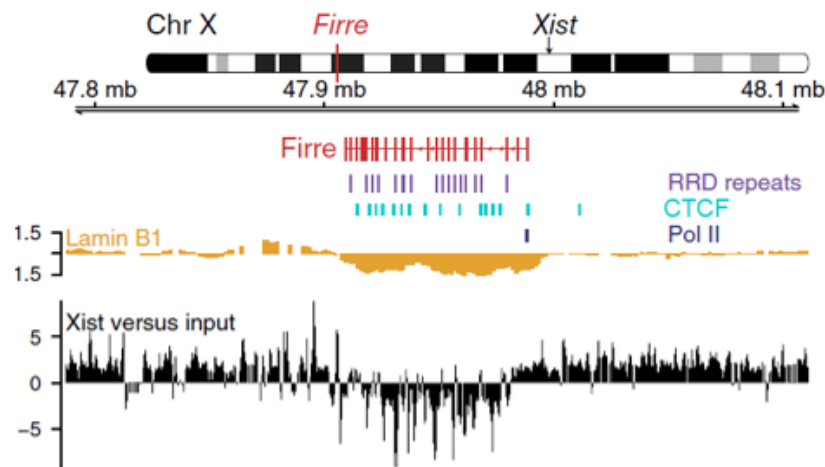 Chr X Firre Xist
47.8 mb 47.9 mb 48 mb 48.1 mb
Firre
RRD repeats
CTCF
Pol II
1.5 Lamin B1
1.5
Xist versus input
5
0
−5